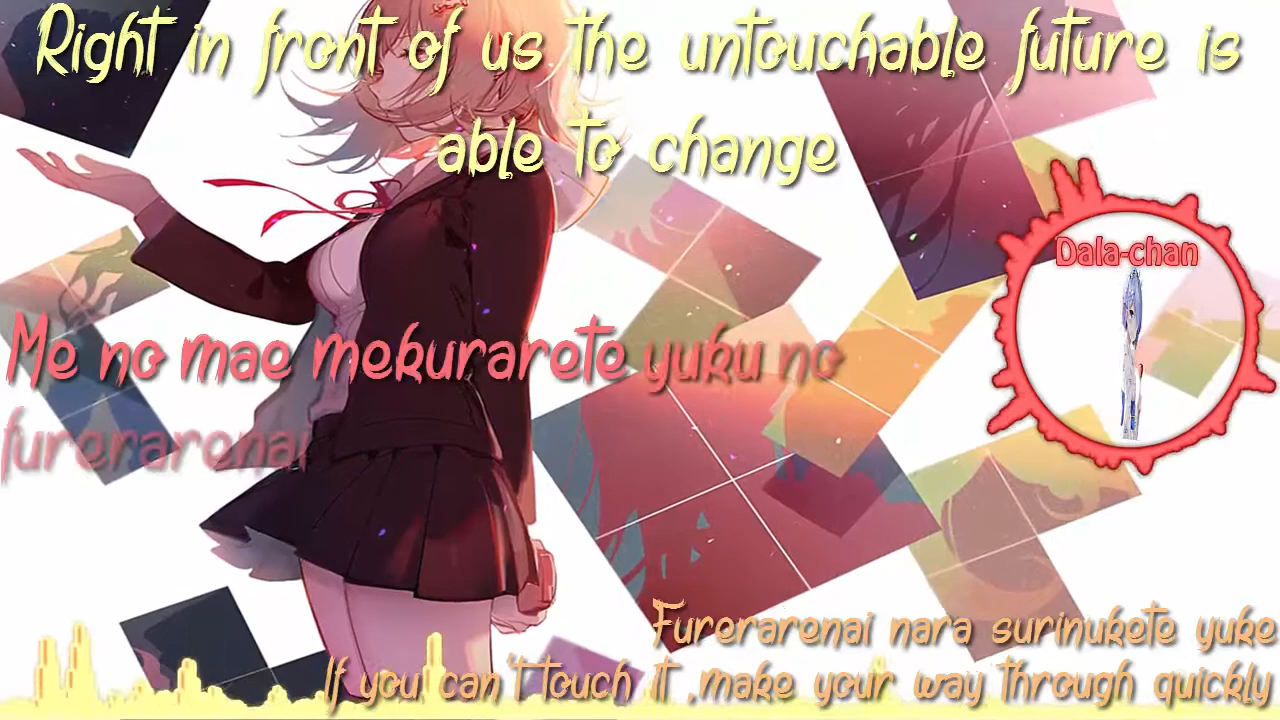 Right in front of us the untouchable future is
able to change
Dala-chan
Me no mae mekurarete yuku no
furerarenai
Furerarenai nara surinukete yuke
If you can't touch it ,make your way through quickly